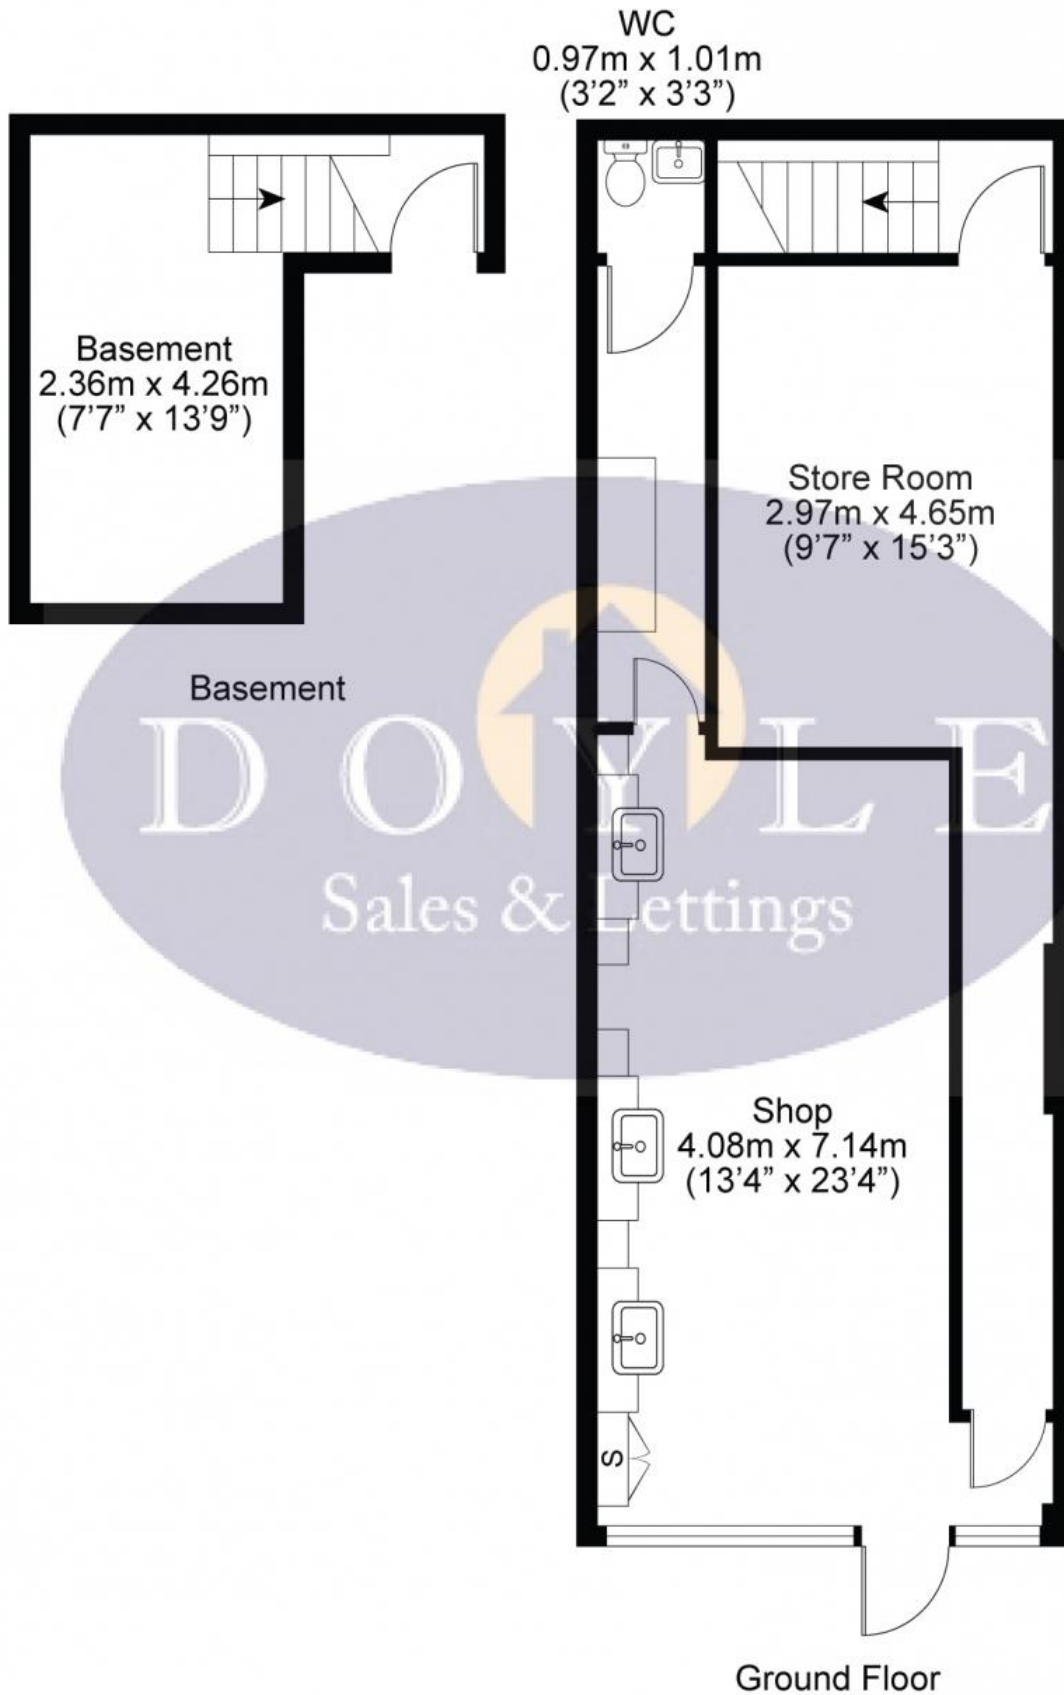 WC
0.97m x 1.01m
(3'2” x 3'3”)
Basement
2.36m x 4.26m
(7'7” x 13'9”)
Store Room
2.97m x 4.65m
(9'7” x 15'3”)
Basement
DOYLE
Sales & Lettings
Shop
4.08m x 7.14m
(13'4” x 23'4”)
S
Ground Floor